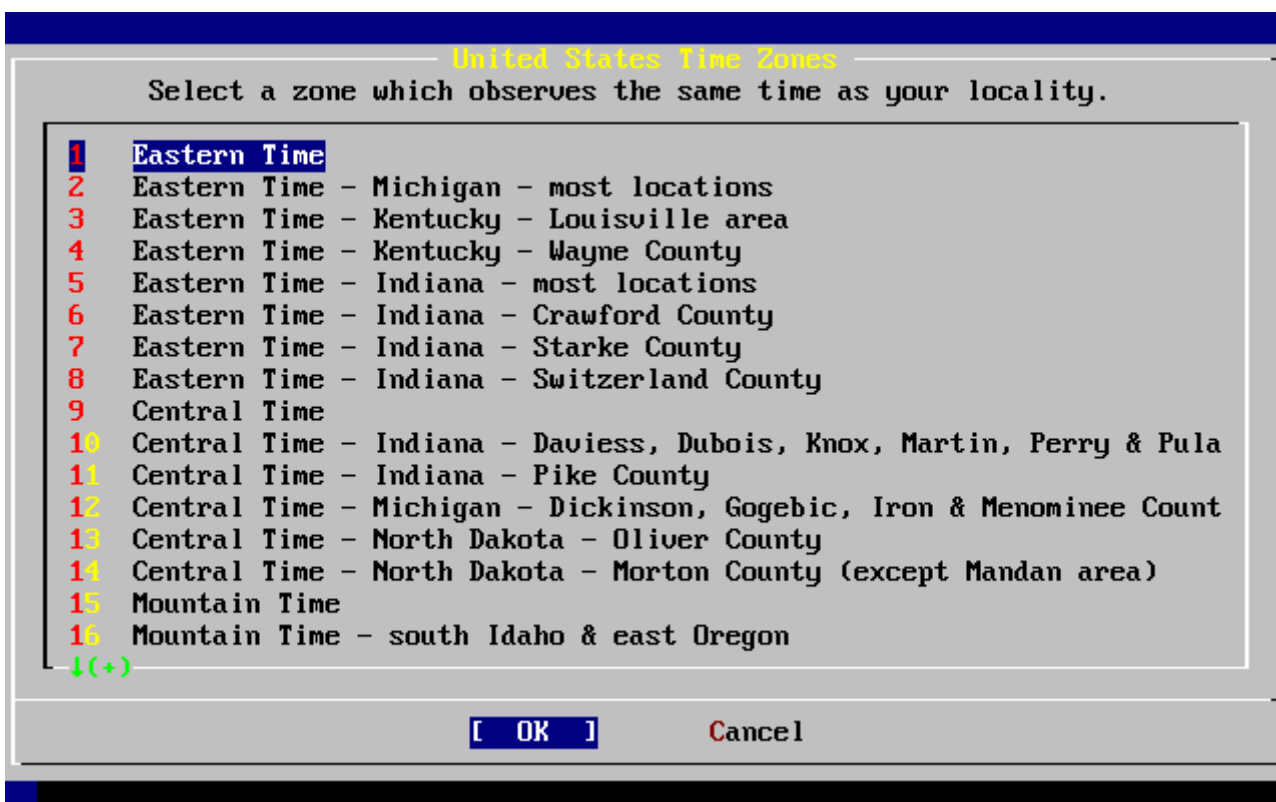 United States Time Zones
Select a zone which observes the same time as your locality.
1 Eastern Time
2 Eastern Time - Michigan - most locations
3 Eastern Time - Kentucky - Louisville area
4 Eastern Time - Kentucky - Wayne County
5 Eastern Time - Indiana - most locations
6 Eastern Time - Indiana - Crawford County
7 Eastern Time - Indiana - Starke County
8 Eastern Time - Indiana - Switzerland County
9 Central Time
10 Central Time - Indiana - Daviess, Dubois, Knox, Martin, Perry & Pula
11 Central Time - Indiana - Pike County
12 Central Time - Michigan - Dickinson, Gogebic, Iron & Menominee Count
13 Central Time - North Dakota - Oliver County
14 Central Time - North Dakota - Morton County (except Mandan area)
15 Mountain Time
16 Mountain Time - south Idaho & east Oregon
↓(+)
[ OK ] Cancel